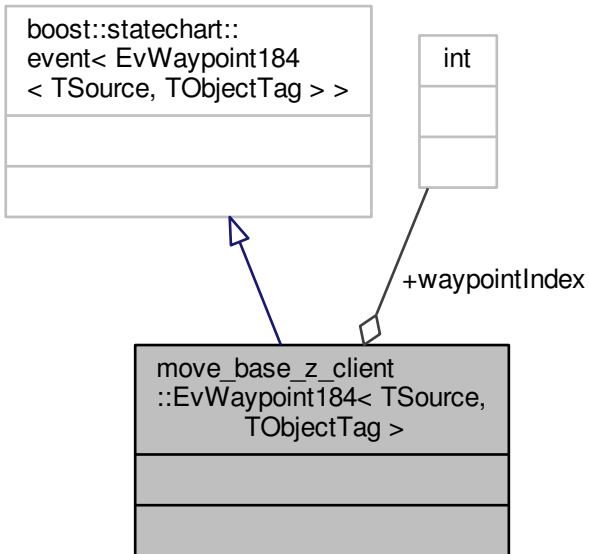 boost::statechart::
event< EvWaypoint184
< TSource, TObjectTag > >
int
+waypointIndex
move_base_z_client
::EvWaypoint184< TSource,
TObjectTag >